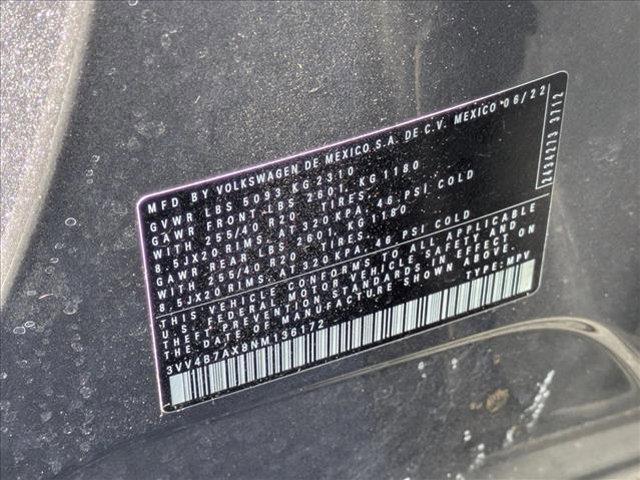 MFD BY VOLKSWAGEN DE MEXICO S.A. DE C.V. MEXICO 06/22
GVWR LBS 5093 KG 2310
GAWR FRONT LBS 2601, KG 1180
WITH 255/40 R20 TIRES,
8,5JX20 RIMS, AT 320 KPA, 46 PSI COLD
GAWR REAR LBS 2601, KG 1180
WITH 255/40 R20 TIRES,
8,5JX20 RIMS, AT 320 KPA, 46 PSI COLD
THIS VEHICLE CONFORMS TO ALL APPLICABLE
US FEDERAL MOTOR VEHICLE SAFETY AND
THEFT PREVENTION STANDARDS IN EFFECT ON
THE DATE OF MANUFACTURE SHOWN ABOVE.
3VV4B7AX8NM136172 TYPE: MPV
3712